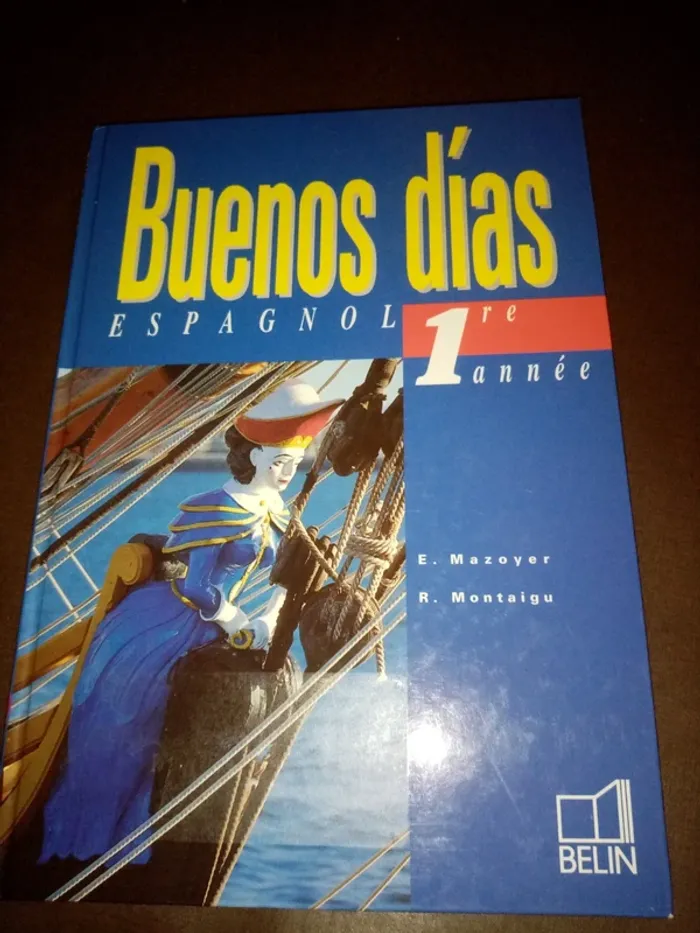 Buenos días
ESPAGNOL 1re
année
E. Mazoyer
R. Montaigu
BELIN